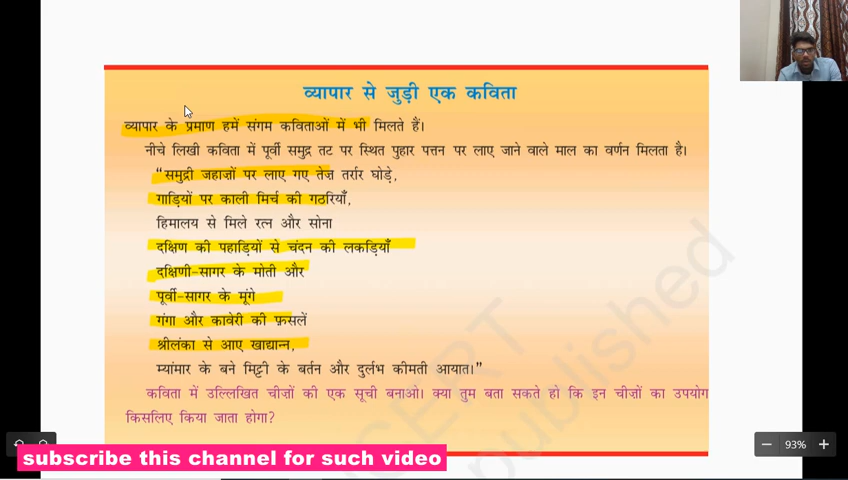 व्यापार से जुड़ी एक कविता
व्यापार के प्रमाण हमें संगम कविताओं में भी मिलते हैं।
नीचे लिखी कविता में पूर्वी समुद्र तट पर स्थित पुहार पत्तन पर लाए जाने वाले माल का वर्णन मिलता है।
“समुद्री जहाज़ों पर लाए गए तेज़ तर्रार घोड़े,
गाड़ियों पर काली मिर्च की गठरियाँ,
हिमालय से मिले रत्न और सोना
दक्षिण की पहाड़ियों से चंदन की लकड़ियाँ
दक्षिणी-सागर के मोती और
पूर्वी-सागर के मूंगे
गंगा और कावेरी की फ़सलें
श्रीलंका से आए खाद्यान्न,
म्यांमार के बने मिट्टी के बर्तन और दुर्लभ कीमती आयात।”
कविता में उल्लिखित चीज़ों की एक सूची बनाओ। क्या तुम बता सकते हो कि इन चीज़ों का उपयोग
किसलिए किया जाता होगा?
93%
subscribe this channel for such video